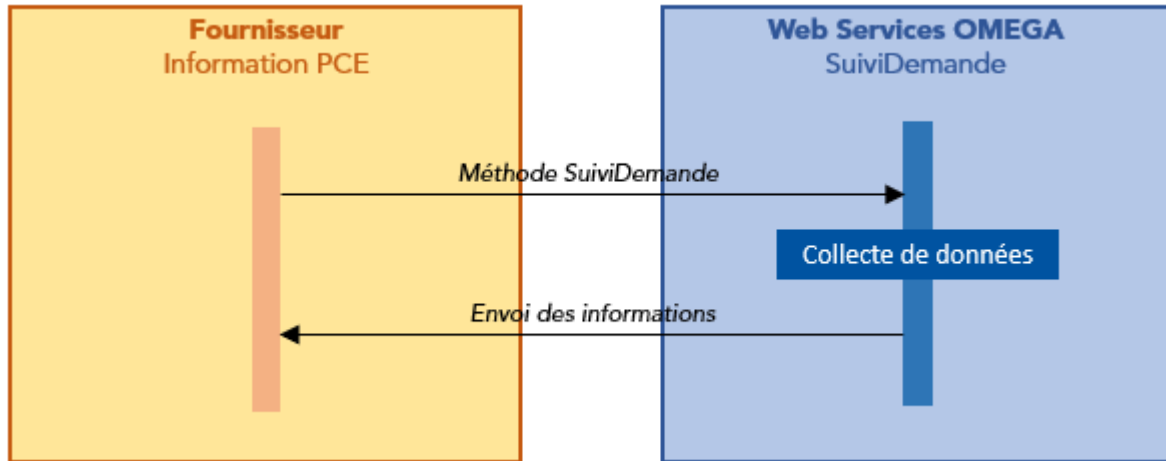 Fournisseur
Information PCE
Web Services OMEGA
SuiviDemande
Méthode SuiviDemande
Collecte de données
Envoi des informations